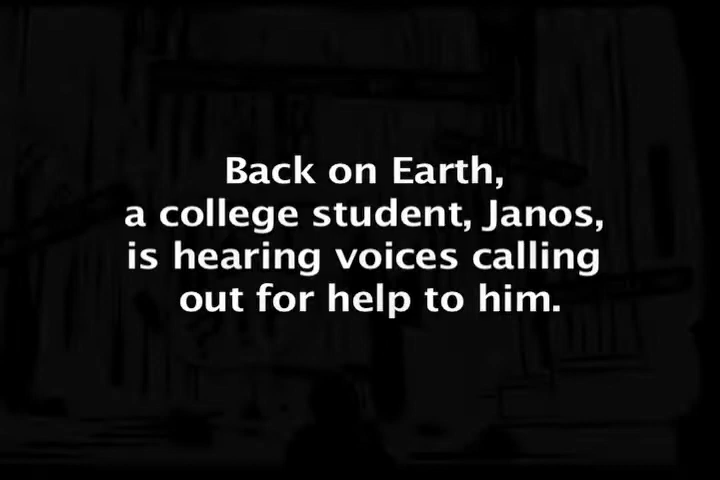 Back on Earth,
a college student, Janos,
is hearing voices calling
out for help to him.